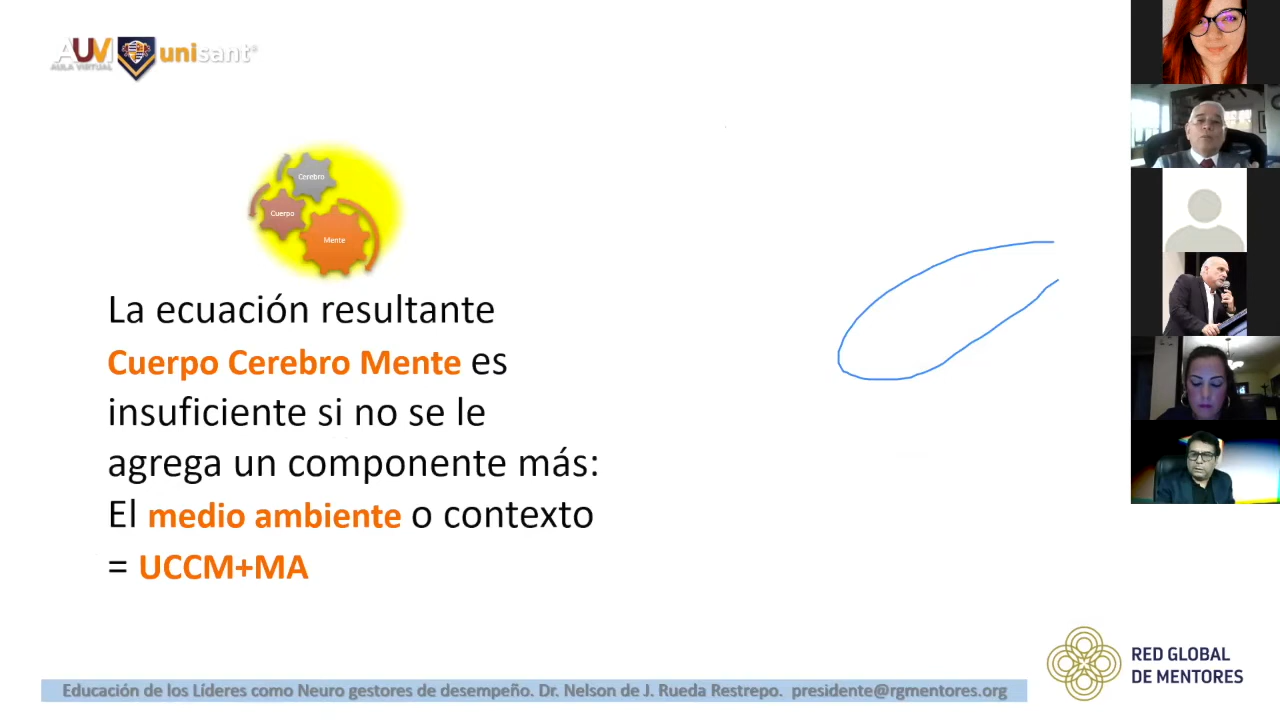 AUV
AULA VIRTUAL
unisant®
Cerebro
Cuerpo
Mente
La ecuación resultante
Cuerpo Cerebro Mente es
insuficiente si no se le
agrega un componente más:
El medio ambiente o contexto
= UCCM+MA
RED GLOBAL
DE MENTORES
Educación de los Líderes como Neuro gestores de desempeño. Dr. Nelson de J. Rueda Restrepo. presidente@rgmentores.org